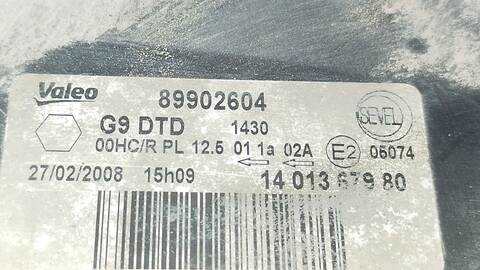 Valeo 89902604 SEVEL
G9 DTD 1430
00HC/R PL 12.5 01 1a 02A E2 05074
27/02/2008 15h09 14 013 679 80